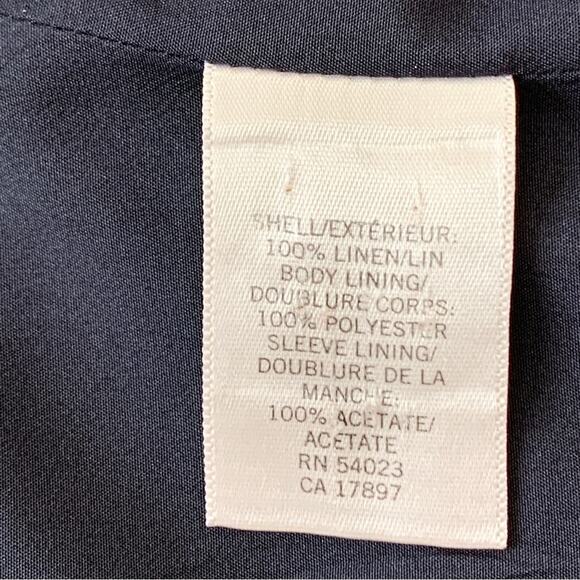 SHELL/EXTÉRIEUR:
100% LINEN/LIN
BODY LINING/
DOUBLURE CORPS:
100% POLYESTER
SLEEVE LINING/
DOUBLURE DE LA
MANCHE:
100% ACETATE/
ACETATE
RN 54023
CA 17897